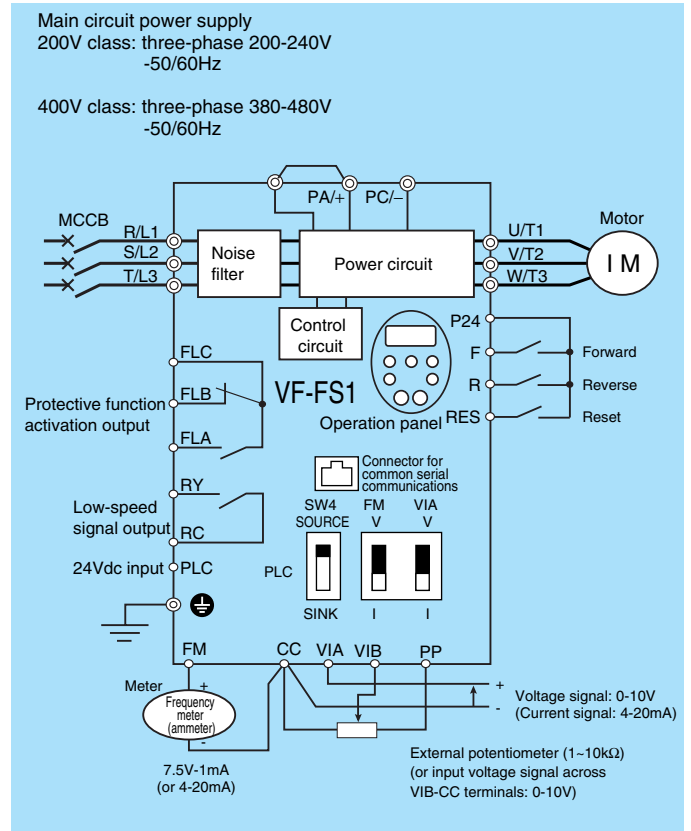 Main circuit power supply
200V class: three-phase 200-240V
-50/60Hz
400V class: three-phase 380-480V
-50/60Hz
PA/+ PC/−
MCCB
R/L1
S/L2
T/L3
Noise
filter
Power circuit
U/T1
V/T2
W/T3
Motor
I M
Control
circuit
P24
F
Forward
R
Reverse
RES
Reset
FLC
FLB
FLA
Protective function
activation output
VF-FS1
Operation panel
RY
RC
Low-speed
signal output
Connector for
common serial
communications
SW4 FM VIA
SOURCE V V
PLC
SINK I I
24Vdc input PLC
FM CC VIA VIB PP
Meter +
Frequency
meter
(ammeter)
-
7.5V-1mA
(or 4-20mA)
+
-
Voltage signal: 0-10V
(Current signal: 4-20mA)
External potentiometer (1~10kΩ)
(or input voltage signal across
VIB-CC terminals: 0-10V)